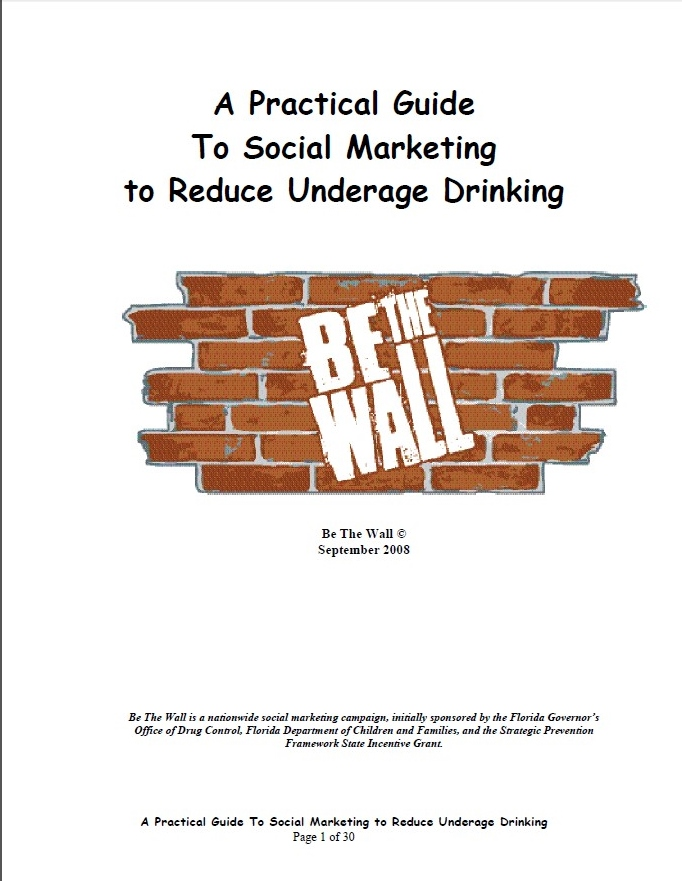 A Practical Guide
To Social Marketing
to Reduce Underage Drinking
BE THE
WALL
Be The Wall ©
September 2008
Be The Wall is a nationwide social marketing campaign, initially sponsored by the Florida Governor's
Office of Drug Control, Florida Department of Children and Families, and the Strategic Prevention
Framework State Incentive Grant.
A Practical Guide To Social Marketing to Reduce Underage Drinking
Page 1 of 30